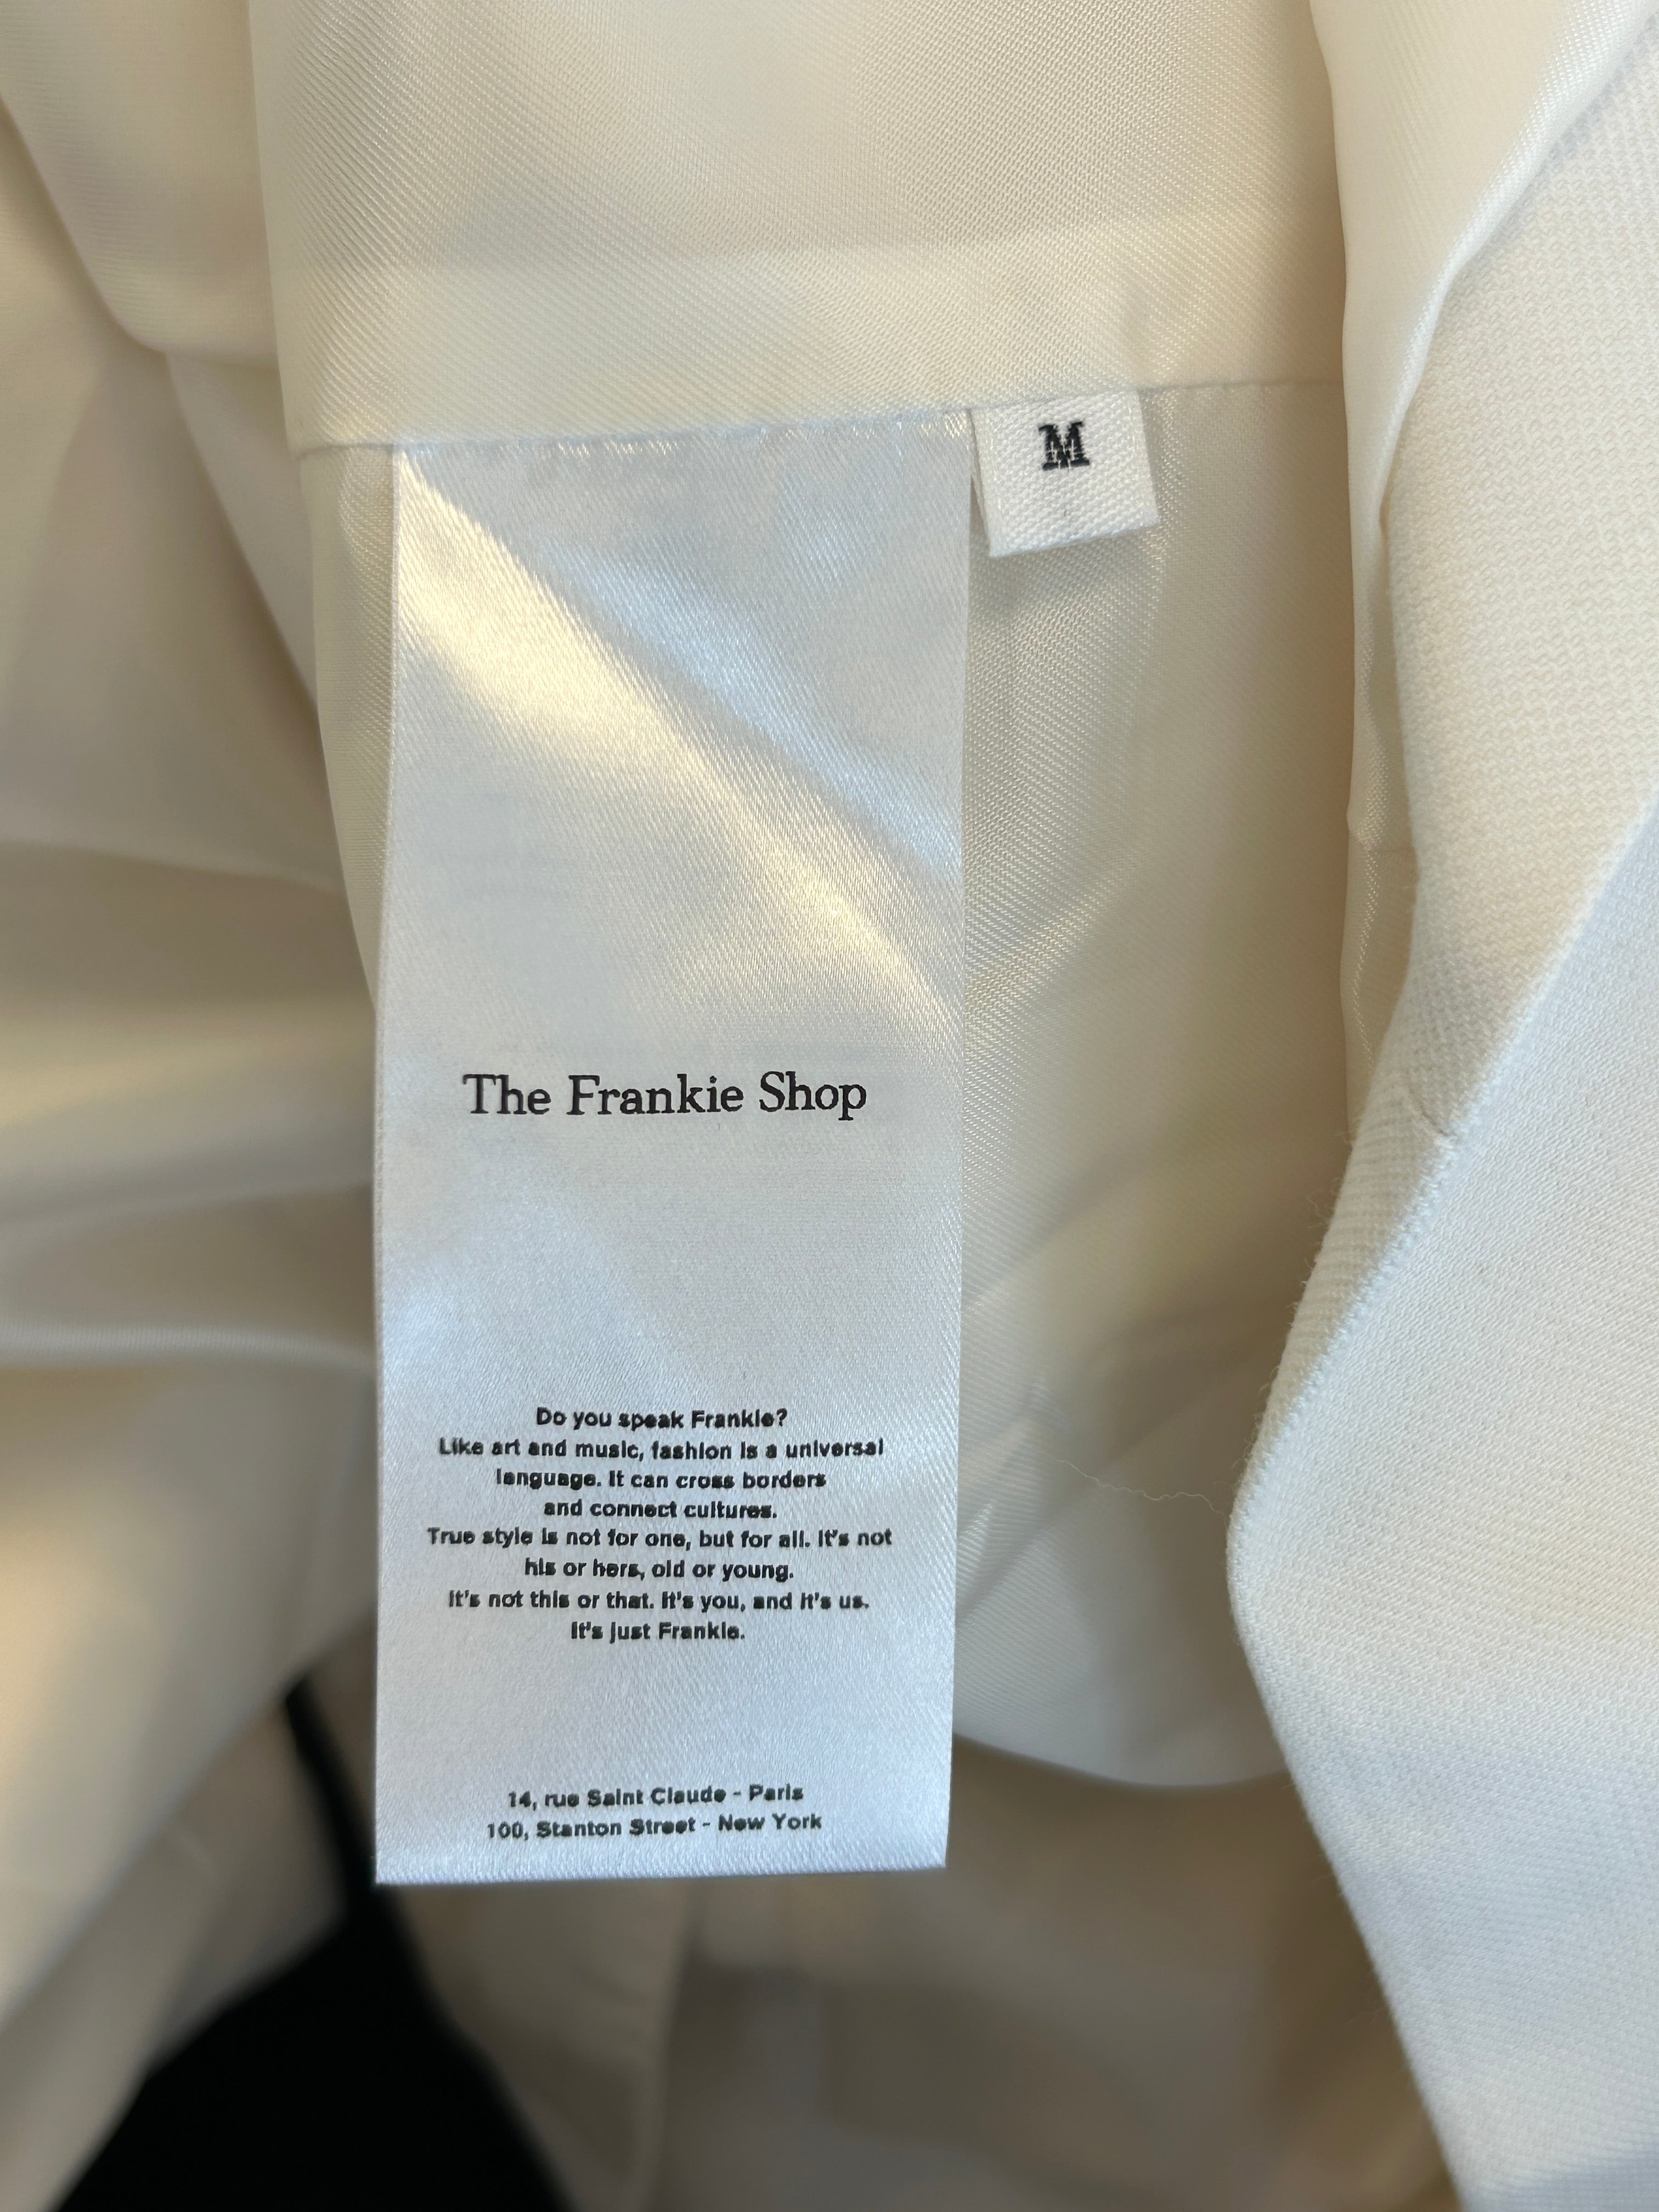 M
The Frankie Shop
Do you speak Frankie?
Like art and music, fashion is a universal
language. It can cross borders
and connect cultures.
True style is not for one, but for all. It's not
his or hers, old or young.
It's not this or that. It's you, and it's us.
It's just Frankie.
14, rue Saint Claude - Paris
100, Stanton Street - New York